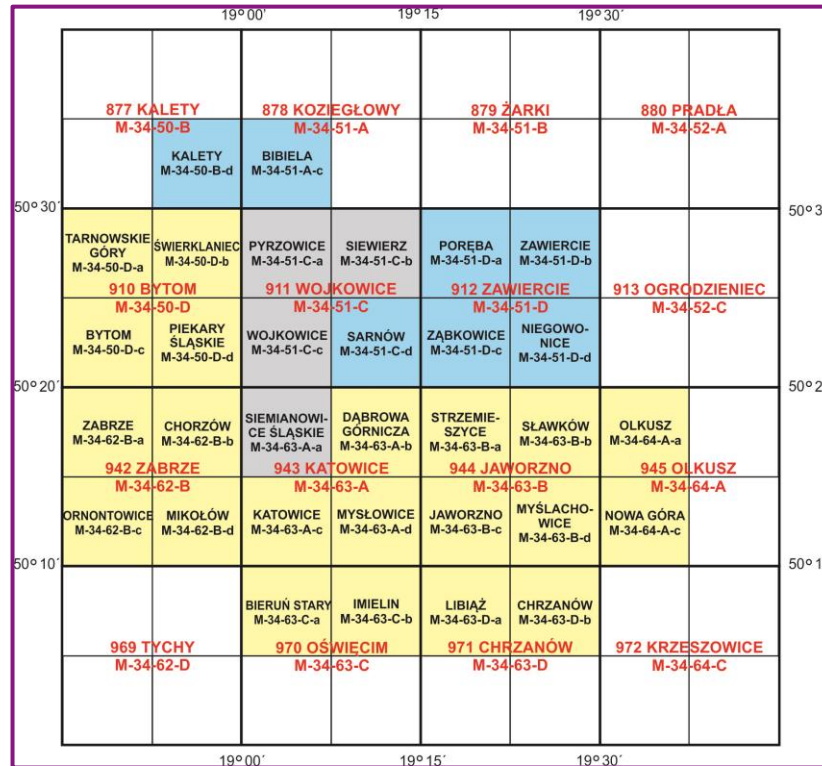 19°00´ 19°15´ 19°30´
877 KALETY 878 KOZIEGŁOWY 879 ŻARKI 880 PRADŁA
M-34-50-B M-34-51-A M-34-51-B M-34-52-A
KALETY BIBIELA
M-34-50-B-d M-34-51-A-c
50°30´ 50°3
TARNOWSKIE GÓRY ŚWIERKLANIEC PYRZOWICE SIEWIERZ PORĘBA ZAWIERCIE
M-34-50-D-a M-34-50-D-b M-34-51-C-a M-34-51-C-b M-34-51-D-a M-34-51-D-b
910 BYTOM 911 WOJKOWICE 912 ZAWIERCIE 913 OGRODZIENIEC
M-34-50-D M-34-51-C M-34-51-D M-34-52-C
BYTOM PIEKARY ŚLĄSKIE WOJKOWICE SARNÓW ZĄBKOWICE NIEGOWO-NICE
M-34-50-D-c M-34-50-D-d M-34-51-C-c M-34-51-C-d M-34-51-D-c M-34-51-D-d
50°20´ 50°2
ZABRZE CHORZÓW SIEMIANOWI-CE ŚLĄSKIE DĄBROWA GÓRNICZA STRZEMIE-SZYCE SŁAWKÓW OLKUSZ
M-34-62-B-a M-34-62-B-b M-34-63-A-a M-34-63-A-b M-34-63-B-a M-34-63-B-b M-34-64-A-a
942 ZABRZE 943 KATOWICE 944 JAWORZNO 945 OLKUSZ
M-34-62-B M-34-63-A M-34-63-B M-34-64-A
ORNONTOWICE MIKOŁÓW KATOWICE MYSŁOWICE JAWORZNO MYŚLACHO-WICE NOWA GÓRA
M-34-62-B-c M-34-62-B-d M-34-63-A-c M-34-63-A-d M-34-63-B-c M-34-63-B-d M-34-64-A-c
50°10´ 50°1
BIERUŃ STARY IMIELIN LIBIĄŻ CHRZANÓW
M-34-63-C-a M-34-63-C-b M-34-63-D-a M-34-63-D-b
969 TYCHY 970 OŚWIĘCIM 971 CHRZANÓW 972 KRZESZOWICE
M-34-62-D M-34-63-C M-34-63-D M-34-64-C
19°00´ 19°15´ 19°30´